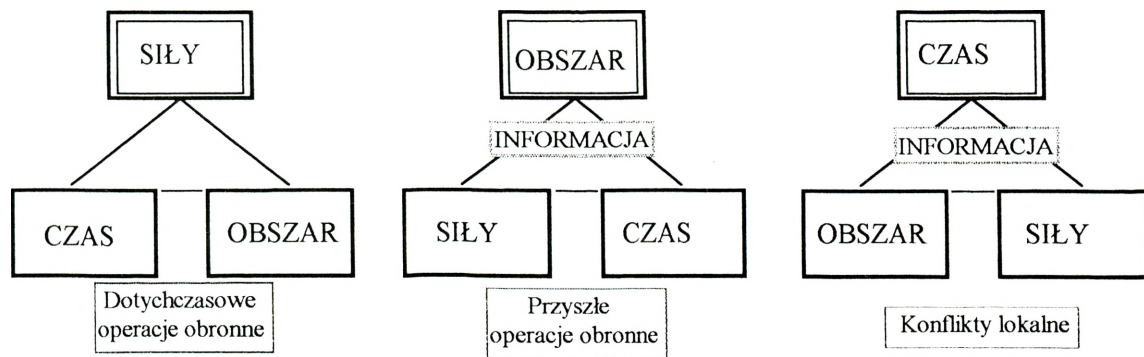 SIŁY
OBSZAR
CZAS
INFORMACJA
INFORMACJA
CZAS
OBSZAR
SIŁY
CZAS
OBSZAR
SIŁY
Dotychczasowe
operacje obronne
Przyszłe
operacje obronne
Konflikty lokalne